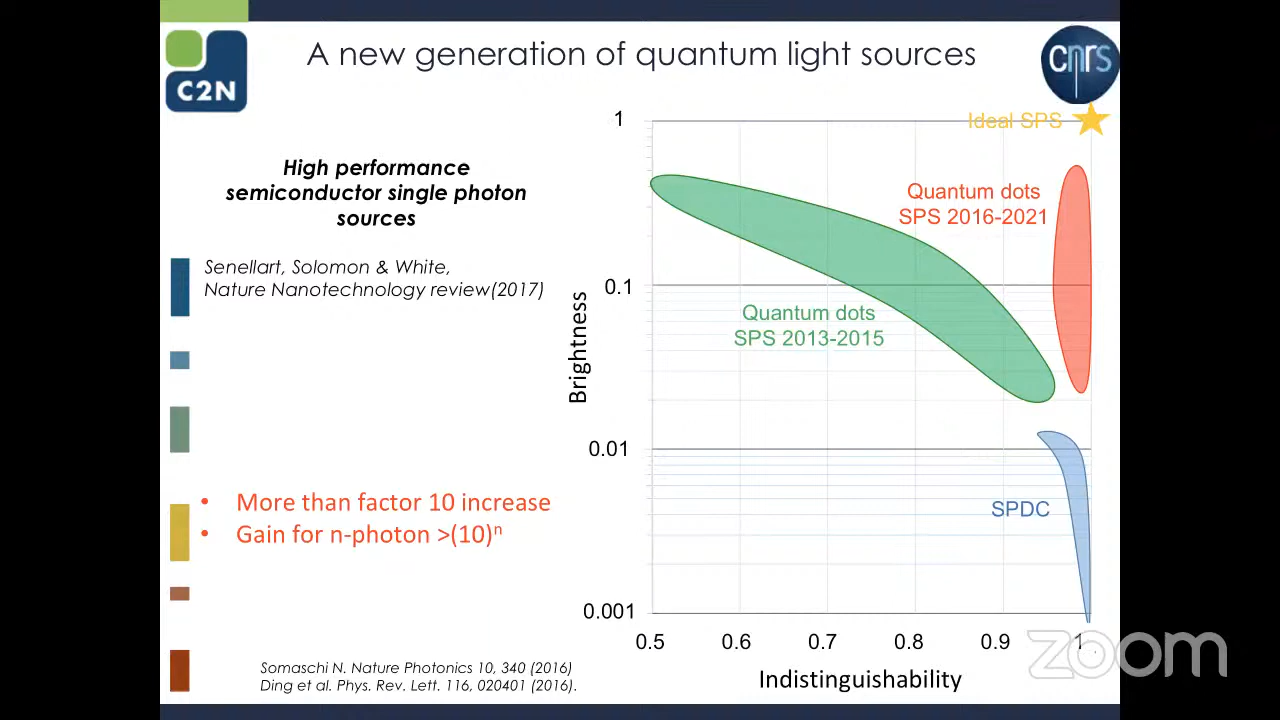 A new generation of quantum light sources
C2N
cnrs
High performance
semiconductor single photon
sources
Senellart, Solomon & White,
Nature Nanotechnology review(2017)
• More than factor 10 increase
• Gain for n-photon >(10)ⁿ
Somaschi N. Nature Photonics 10, 340 (2016)
Ding et al. Phys. Rev. Lett. 116, 020401 (2016).
Ideal SPS
Quantum dots
SPS 2016-2021
Quantum dots
SPS 2013-2015
SPDC
Brightness
1
0.1
0.01
0.001
0.5 0.6 0.7 0.8 0.9 1
Indistinguishability
zoom